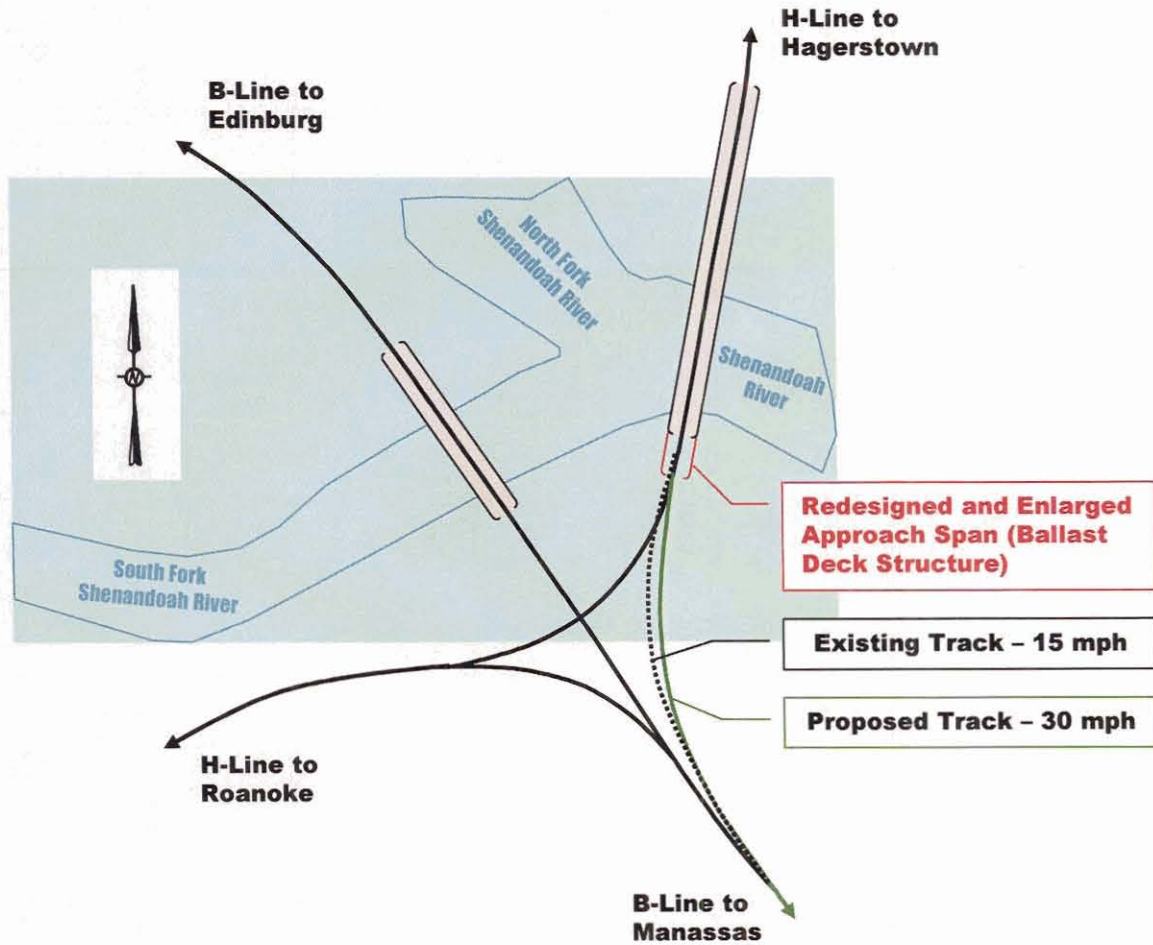 H-Line to
Hagerstown
B-Line to
Edinburg
North Fork
Shenandoah River
Shenandoah
River
N
Redesigned and Enlarged
Approach Span (Ballast
Deck Structure)
South Fork
Shenandoah River
Existing Track – 15 mph
Proposed Track – 30 mph
H-Line to
Roanoke
B-Line to
Manassas